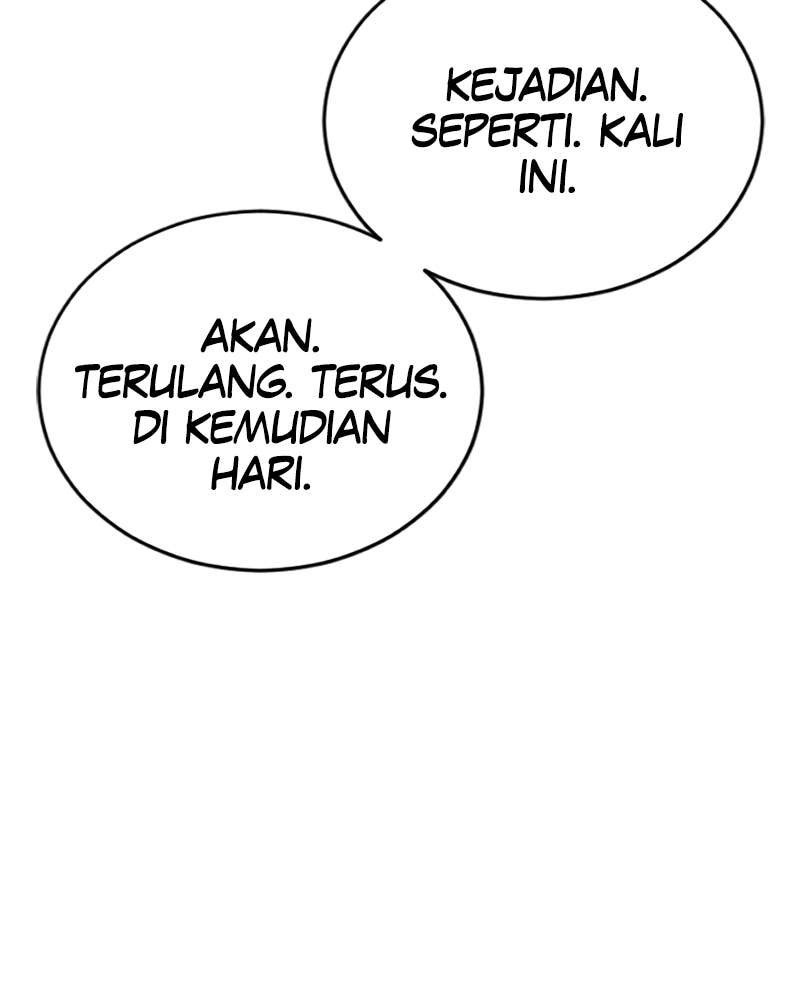 KEJADIAN.
SEPERTI. KALI
INI.
AKAN.
TERULANG. TERUS.
DI KEMUDIAN
HARI.